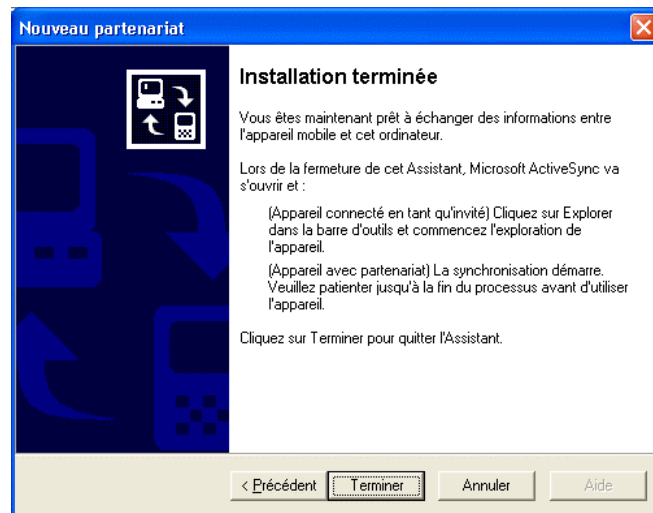 Nouveau partenariat
Installation terminée
Vous êtes maintenant prêt à échanger des informations entre
l'appareil mobile et cet ordinateur.
Lors de la fermeture de cet Assistant, Microsoft ActiveSync va
s'ouvrir et :
(Appareil connecté en tant qu'invité) Cliquez sur Explorer
dans la barre d'outils et commencez l'exploration de
l'appareil.
(Appareil avec partenariat) La synchronisation démarre.
Veuillez patienter jusqu'à la fin du processus avant d'utiliser
l'appareil.
Cliquez sur Terminer pour quitter l'Assistant.
< Précédent Terminer Annuler Aide